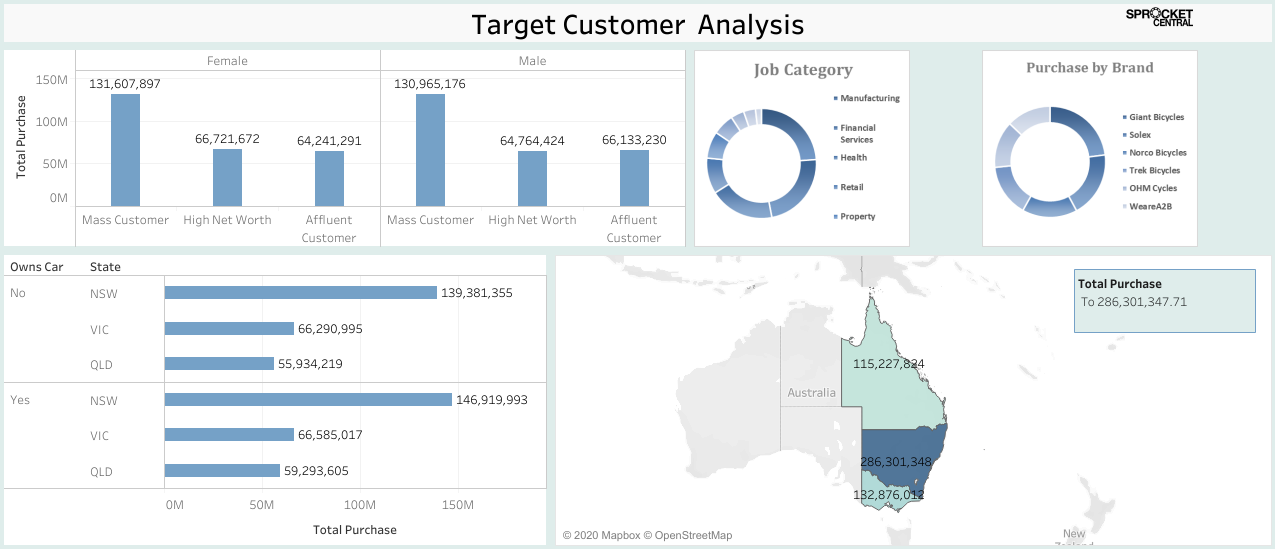 Target Customer Analysis
SPROCKET
CENTRAL
Female
Male
Total Purchase
150M
100M
50M
0M
131,607,897
66,721,672
64,241,291
130,965,176
64,764,424
66,133,230
Mass Customer
High Net Worth
Affluent
Customer
Mass Customer
High Net Worth
Affluent
Customer
Job Category
Manufacturing
Financial
Services
Health
Retail
Property
Purchase by Brand
Giant Bicycles
Solex
Norco Bicycles
Trek Bicycles
OHM Cycles
WeareA2B
Owns Car State
No NSW 139,381,355
VIC 66,290,995
QLD 55,934,219
Yes NSW 146,919,993
VIC 66,585,017
QLD 59,293,605
0M 50M 100M 150M
Total Purchase
Total Purchase
To 286,301,347.71
115,227,824
Australia
286,301,348
132,876,012
© 2020 Mapbox © OpenStreetMap
New
Zealand